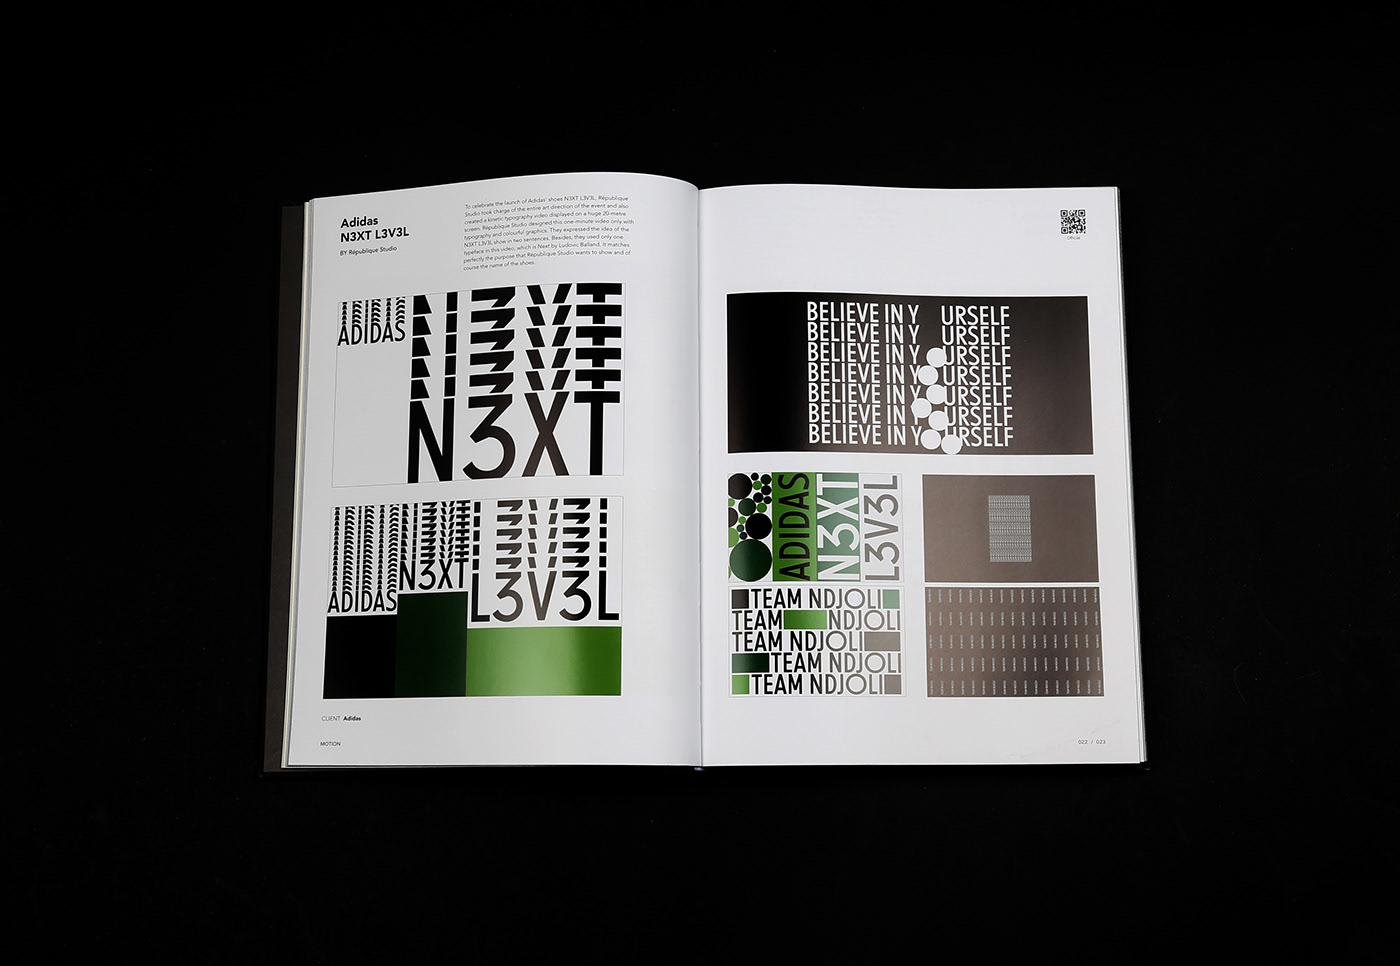 Adidas
N3XT L3V3L
BY République Studio
To celebrate the launch of Adidas' shoes N3XT L3V3L, République
Studio took charge of the entire art direction of the event and also
created a kinetic typography video displayed on a huge 20-metre
screen. République Studio designed this one-minute video only with
typography and colourful graphics. They expressed the idea of the
N3XT L3V3L show in two sentences. Besides, they used only one
typeface in this video, which is Next by Ludovic Balland. It matches
perfectly the purpose that République Studio wants to show and of
course the name of the shoes.
ADIDAS
N3XT
ADIDAS
N3XT
L3V3L
CLIENT Adidas
MOTION
Official
BELIEVE IN Y URSELF
BELIEVE IN Y URSELF
BELIEVE IN Y URSELF
BELIEVE IN Y URSELF
BELIEVE IN Y URSELF
BELIEVE IN Y URSELF
BELIEVE IN Y URSELF
ADIDAS
N3XT
L3V3L
TEAM NDJOLI
TEAM NDJOLI
TEAM NDJOLI
TEAM NDJOLI
TEAM NDJOLI
022 / 023